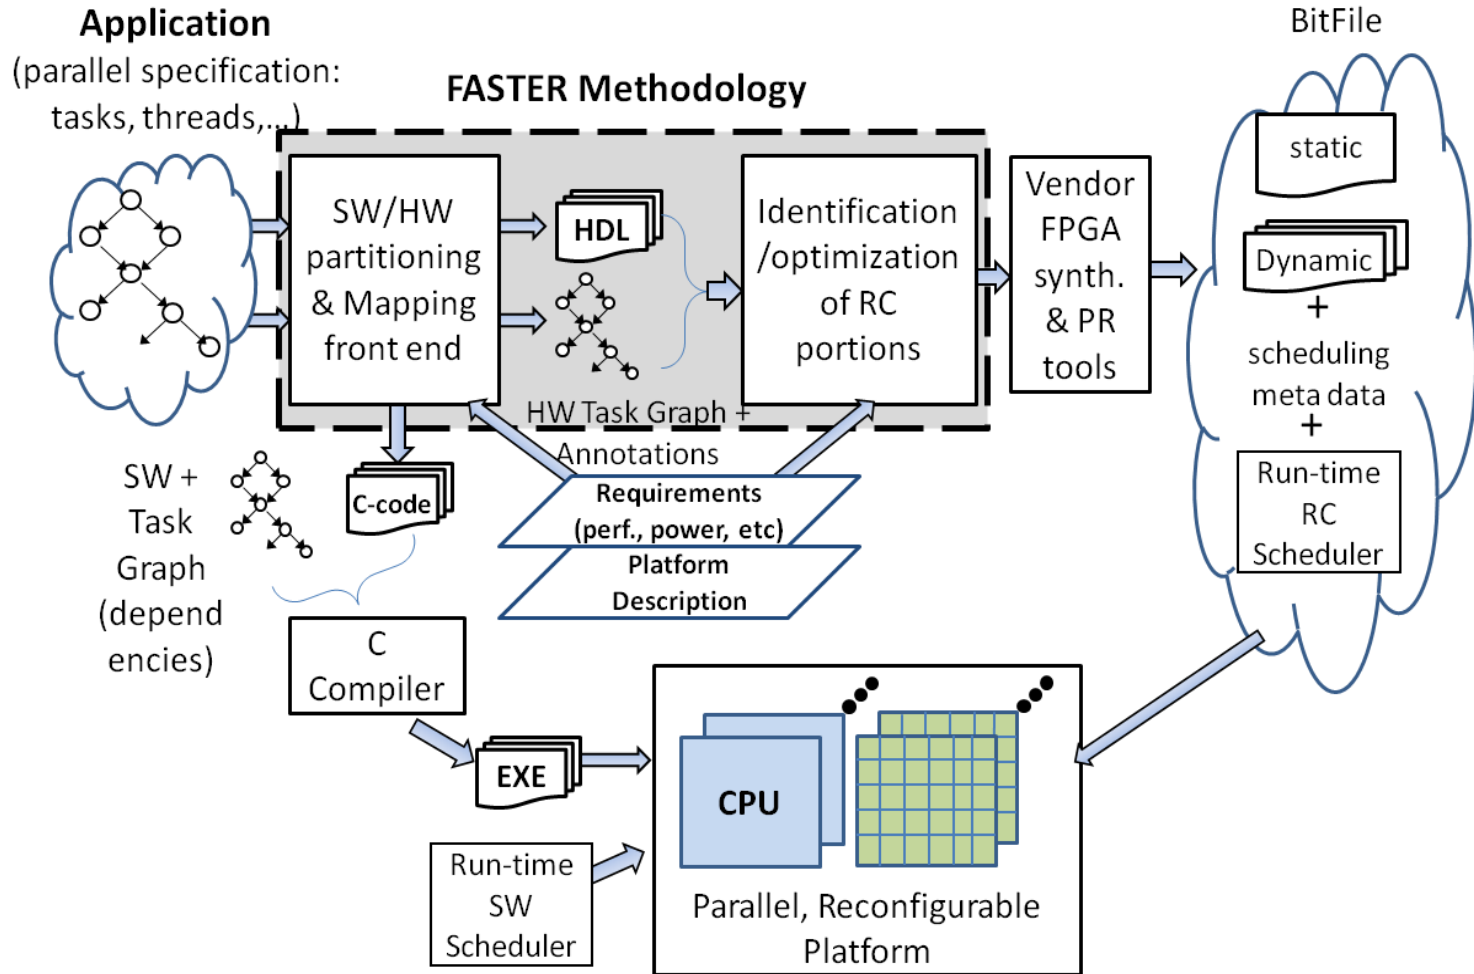 Application
(parallel specification:
tasks, threads,...)
FASTER Methodology
BitFile
SW/HW
partitioning
& Mapping
front end
HDL
HW Task Graph +
Annotations
Identification
/optimization
of RC
portions
Vendor
FPGA
synth.
& PR
tools
static
Dynamic
+
scheduling
meta data
+
Run-time
RC
Scheduler
SW +
Task
Graph
(depend
encies)
C-code
Requirements
(perf., power, etc)
Platform
Description
C
Compiler
EXE
Run-time
SW
Scheduler
CPU
Parallel, Reconfigurable
Platform